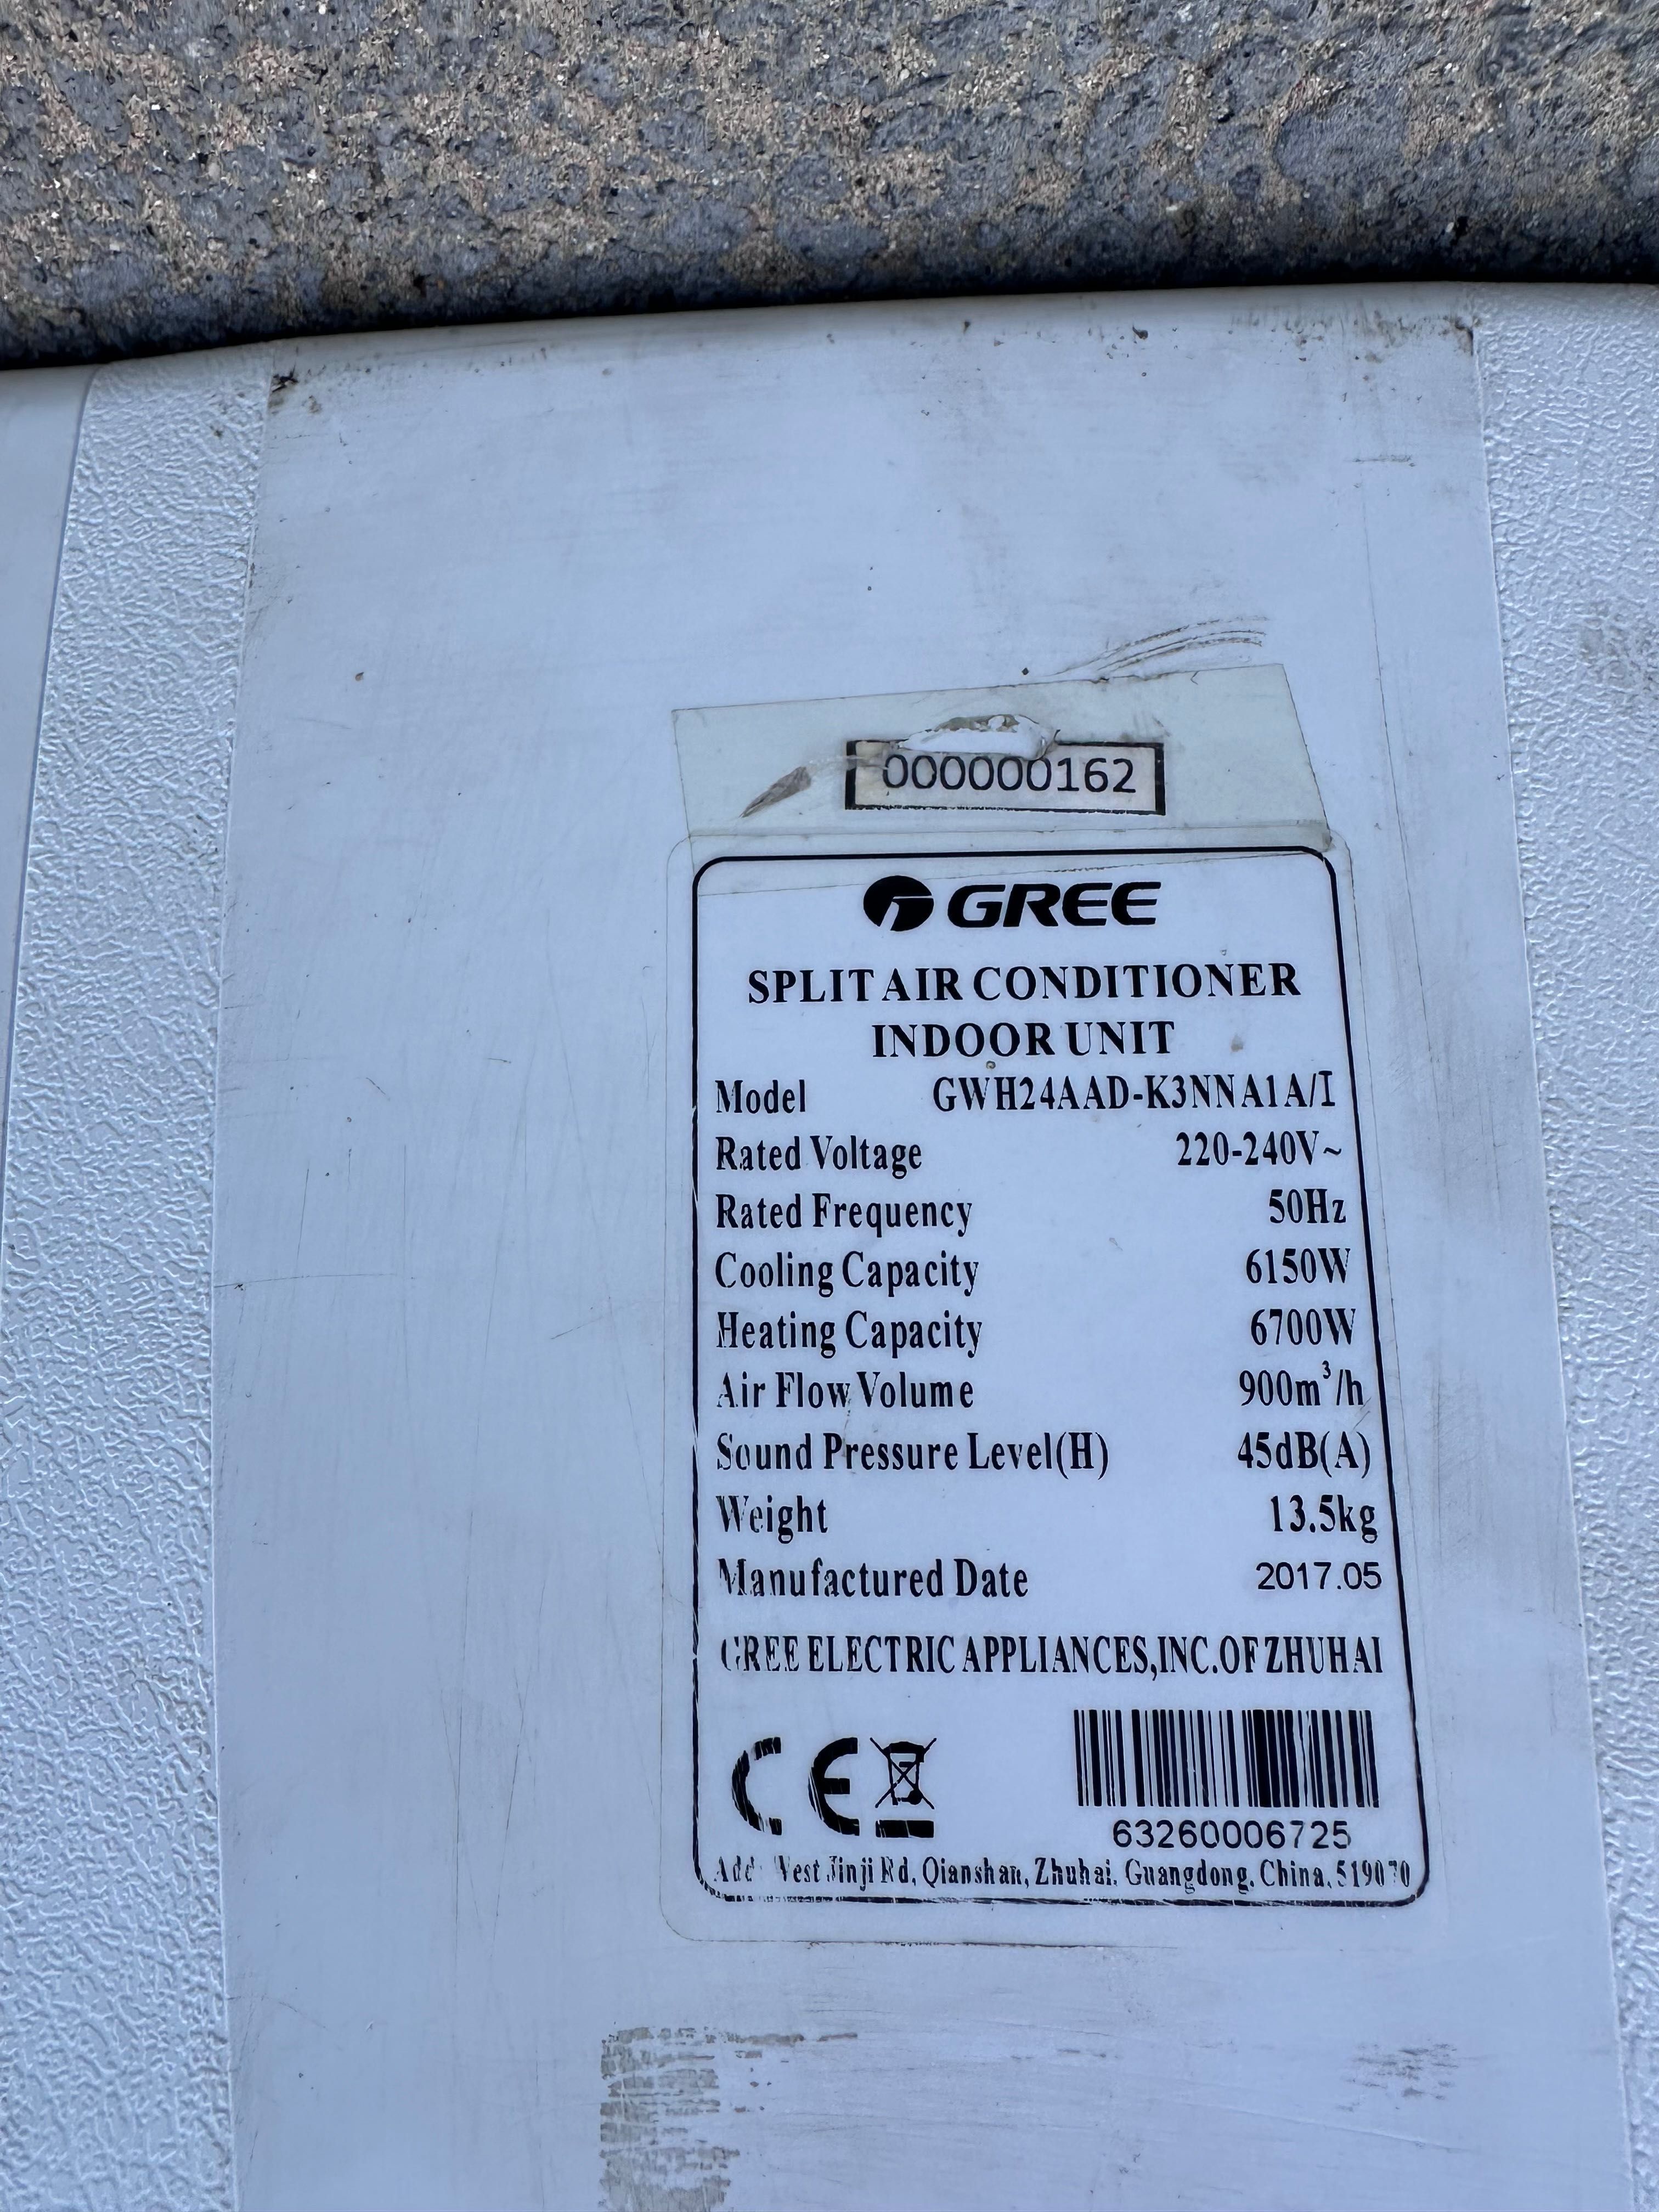 000000162
GREE
SPLIT AIR CONDITIONER
INDOOR UNIT
Model GWH24AAD-K3NNA1A/I
Rated Voltage 220-240V~
Rated Frequency 50Hz
Cooling Capacity 6150W
Heating Capacity 6700W
Air Flow Volume 900m³/h
Sound Pressure Level(H) 45dB(A)
Weight 13.5kg
Manufactured Date 2017.05
GREE ELECTRIC APPLIANCES,INC.OF ZHUHAI
CE
63260006725
Add: West Jinji Rd, Qianshan, Zhuhai, Guangdong, China, 519070